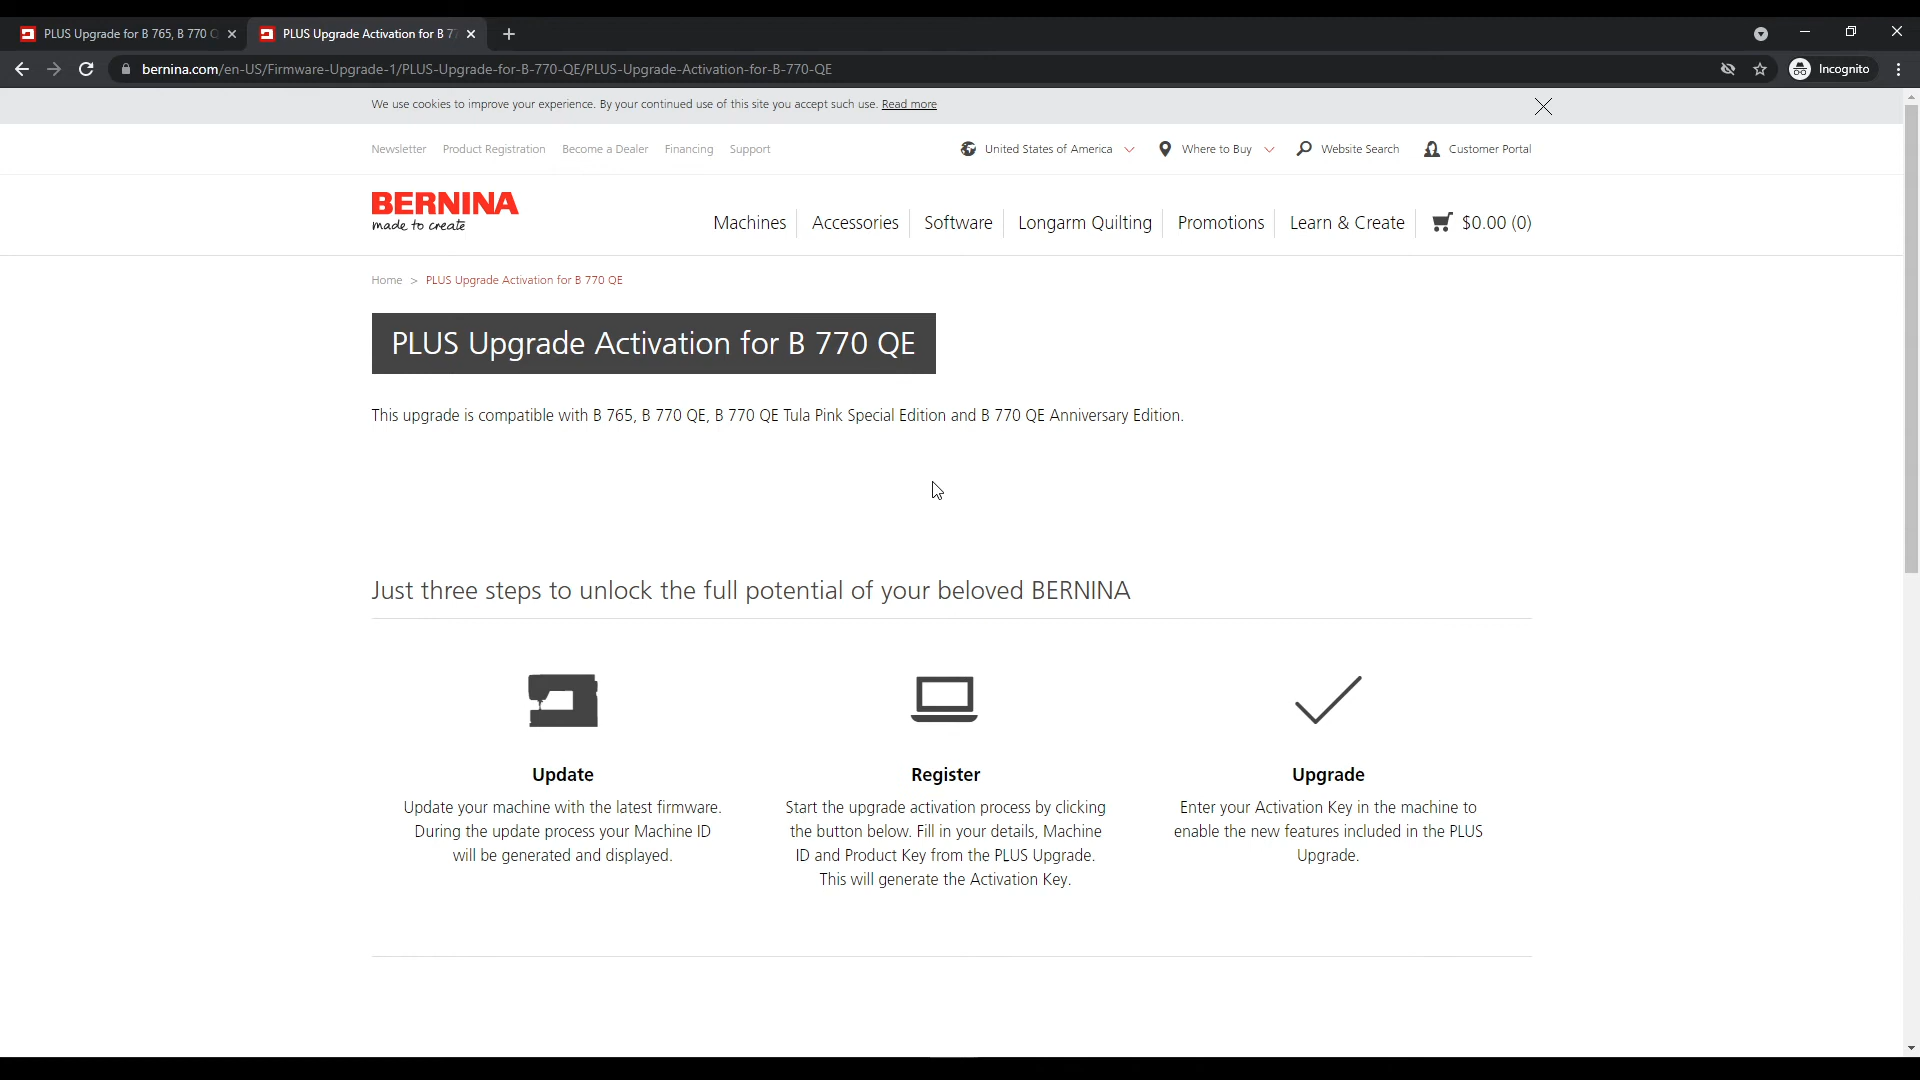 PLUS Upgrade for B 765, B 770 Q
PLUS Upgrade Activation for B 77
bernina.com/en-US/Firmware-Upgrade-1/PLUS-Upgrade-for-B-770-QE/PLUS-Upgrade-Activation-for-B-770-QE
Incognito
We use cookies to improve your experience. By your continued use of this site you accept such use. Read more
Newsletter Product Registration Become a Dealer Financing Support United States of America Where to Buy Website Search Customer Portal
BERNINA
made to create
Machines Accessories Software Longarm Quilting Promotions Learn & Create $0.00 (0)
Home > PLUS Upgrade Activation for B 770 QE
PLUS Upgrade Activation for B 770 QE
This upgrade is compatible with B 765, B 770 QE, B 770 QE Tula Pink Special Edition and B 770 QE Anniversary Edition.
Just three steps to unlock the full potential of your beloved BERNINA
Update
Update your machine with the latest firmware.
During the update process your Machine ID
will be generated and displayed.
Register
Start the upgrade activation process by clicking
the button below. Fill in your details, Machine
ID and Product Key from the PLUS Upgrade.
This will generate the Activation Key.
Upgrade
Enter your Activation Key in the machine to
enable the new features included in the PLUS
Upgrade.